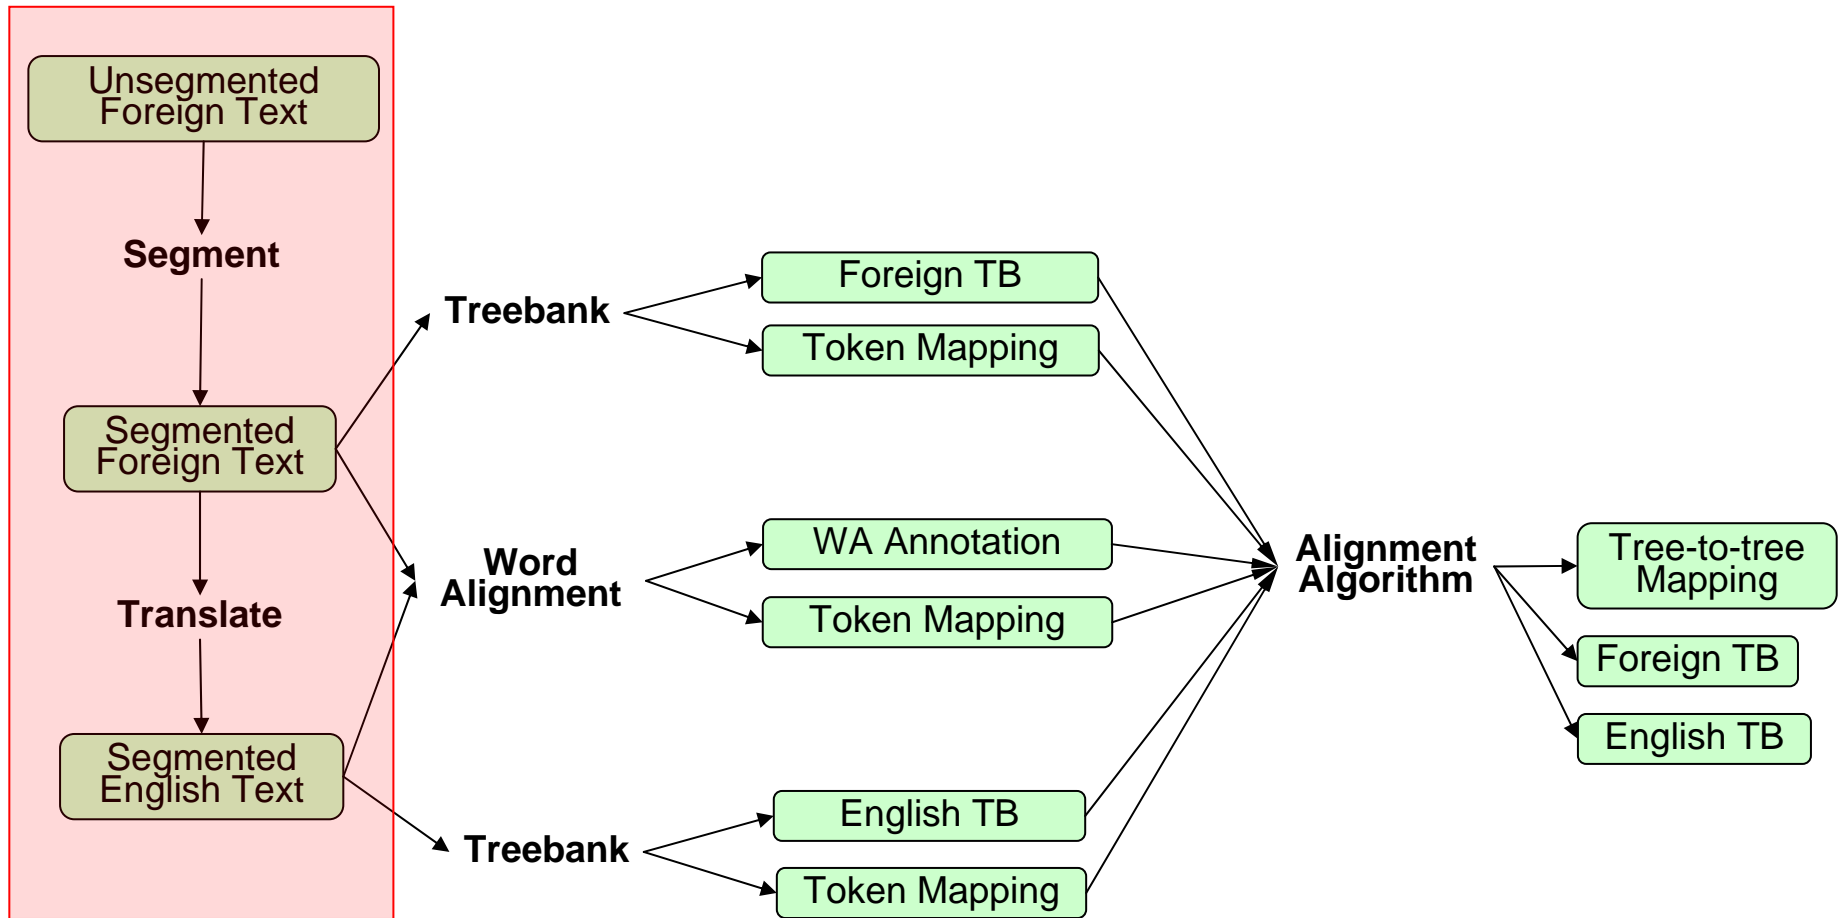 Unsegmented
Foreign Text
Segment
Segmented
Foreign Text
Translate
Segmented
English Text
Treebank
Foreign TB
Token Mapping
Word
Alignment
WA Annotation
Token Mapping
Treebank
English TB
Token Mapping
Alignment
Algorithm
Tree-to-tree
Mapping
Foreign TB
English TB